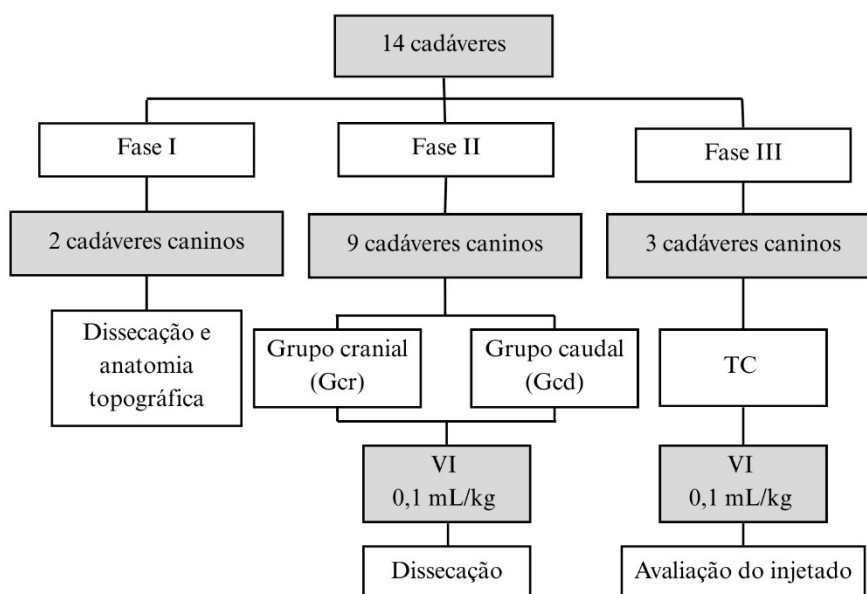 14 cadáveres
Fase I
Fase II
Fase III
2 cadáveres caninos
9 cadáveres caninos
3 cadáveres caninos
Dissecação e
anatomia
topográfica
Grupo cranial
(Gcr)
Grupo caudal
(Gcd)
TC
VI
0,1 mL/kg
VI
0,1 mL/kg
Dissecação
Avaliação do injetado